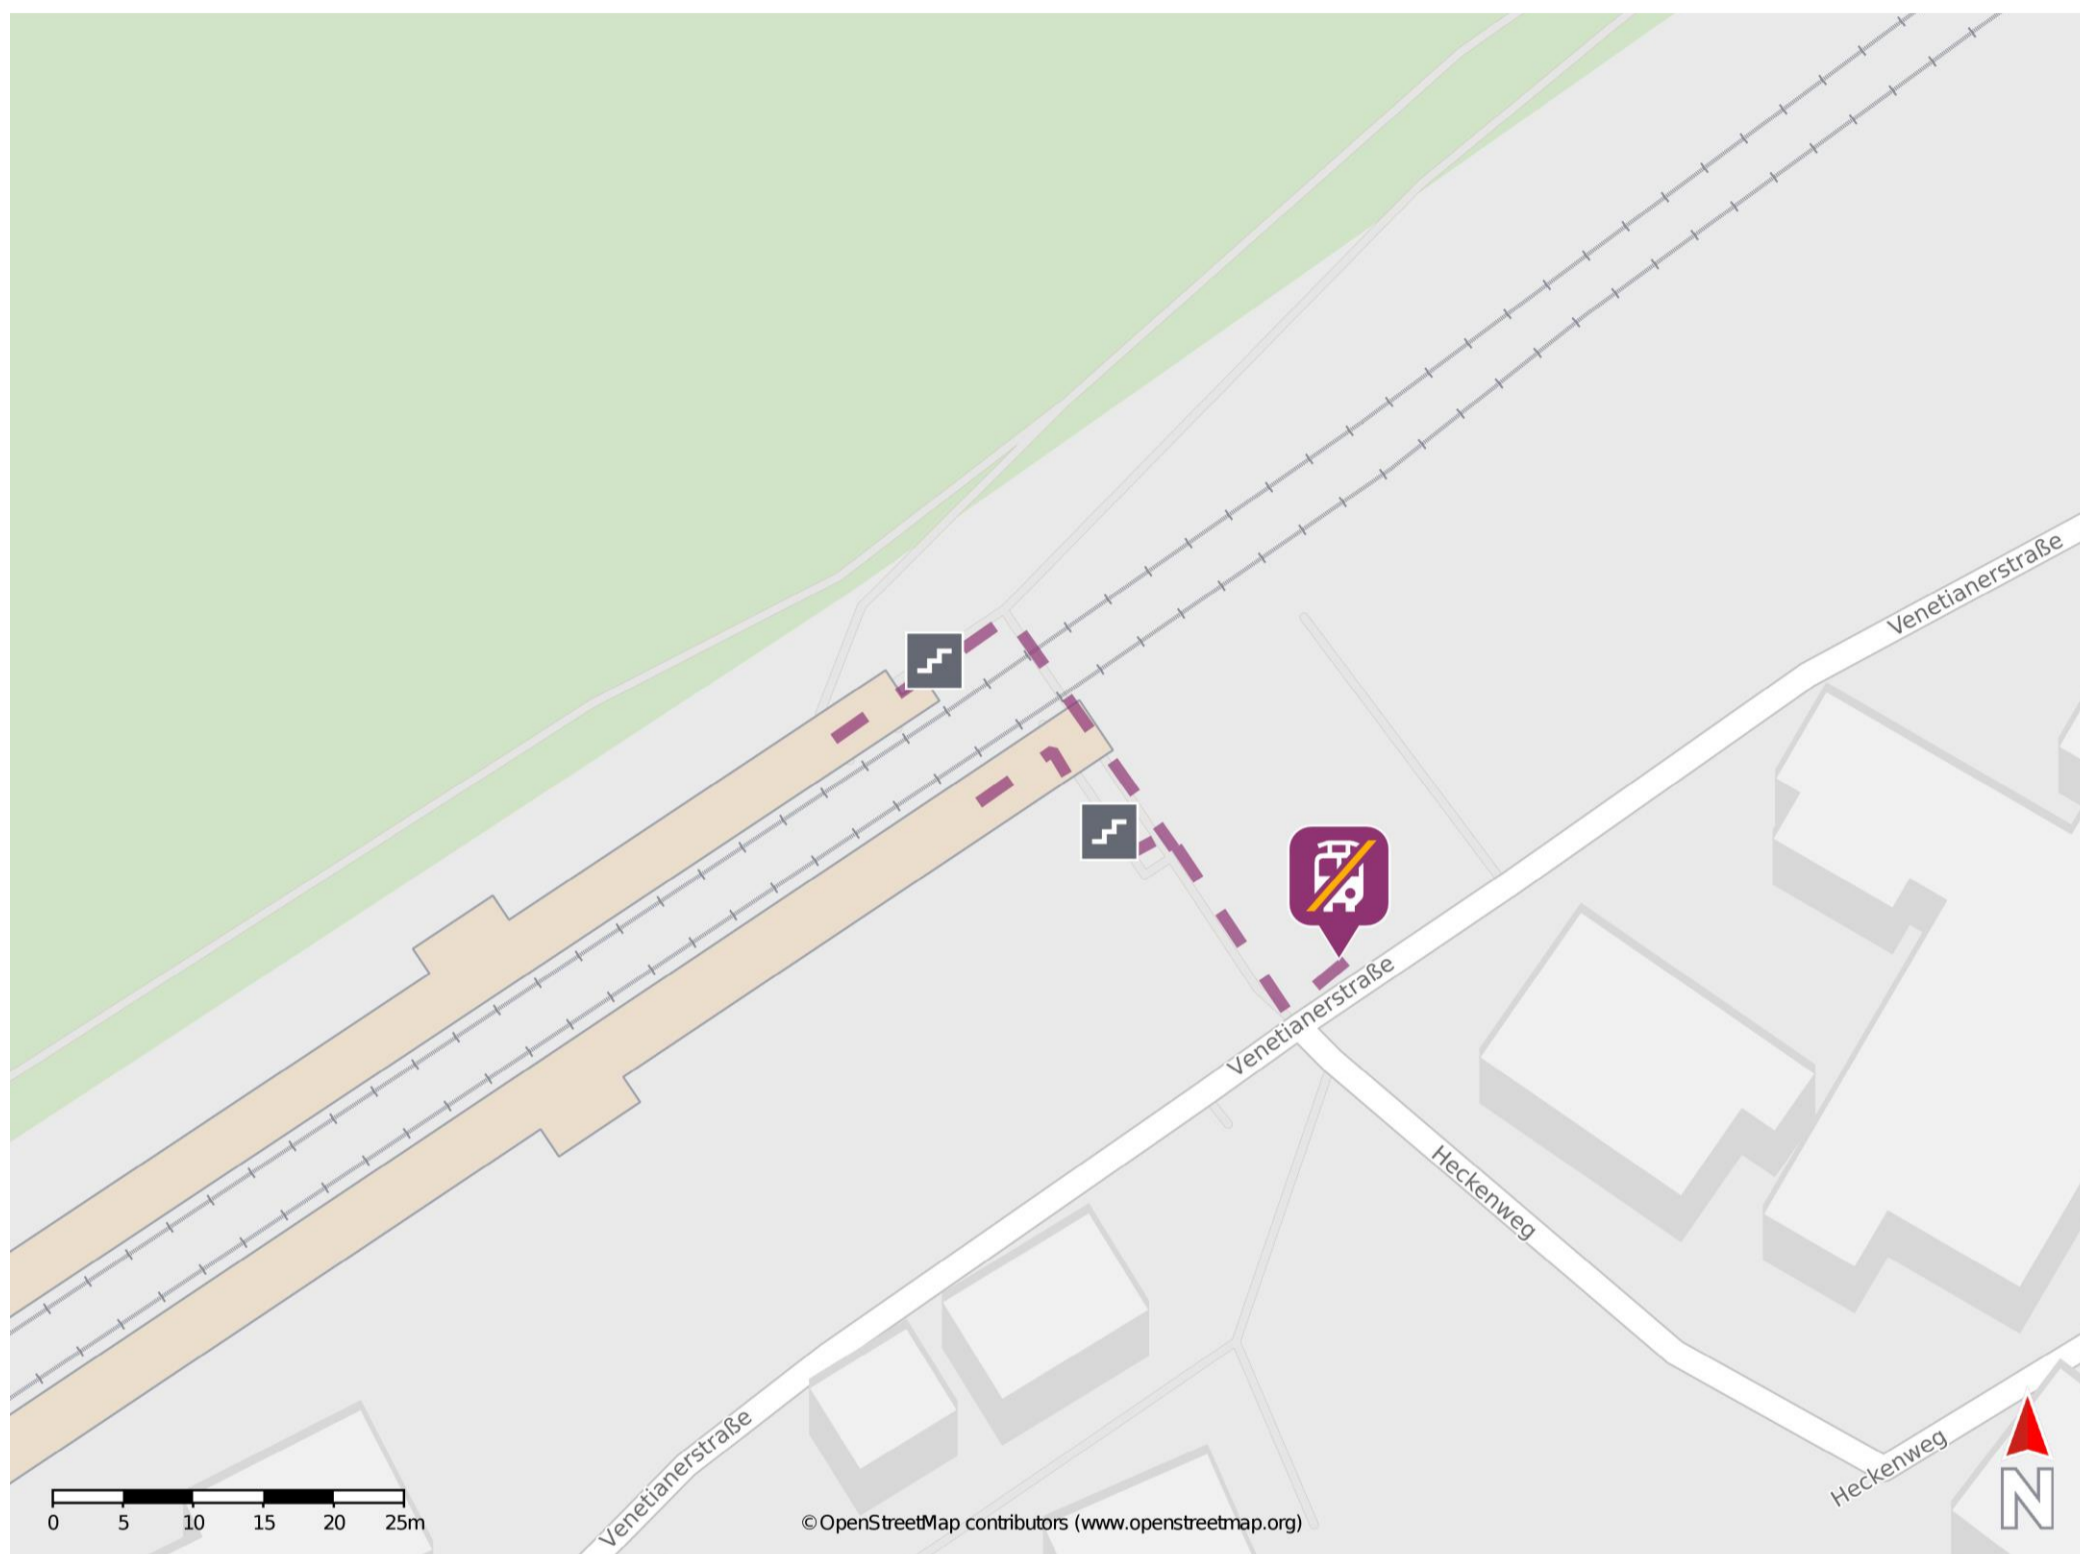 Venetianerstraße
Venetianerstraße
Heckenweg
Venetianerstraße
Heckenweg
N
0 5 10 15 20 25m
© OpenStreetMap contributors (www.openstreetmap.org)